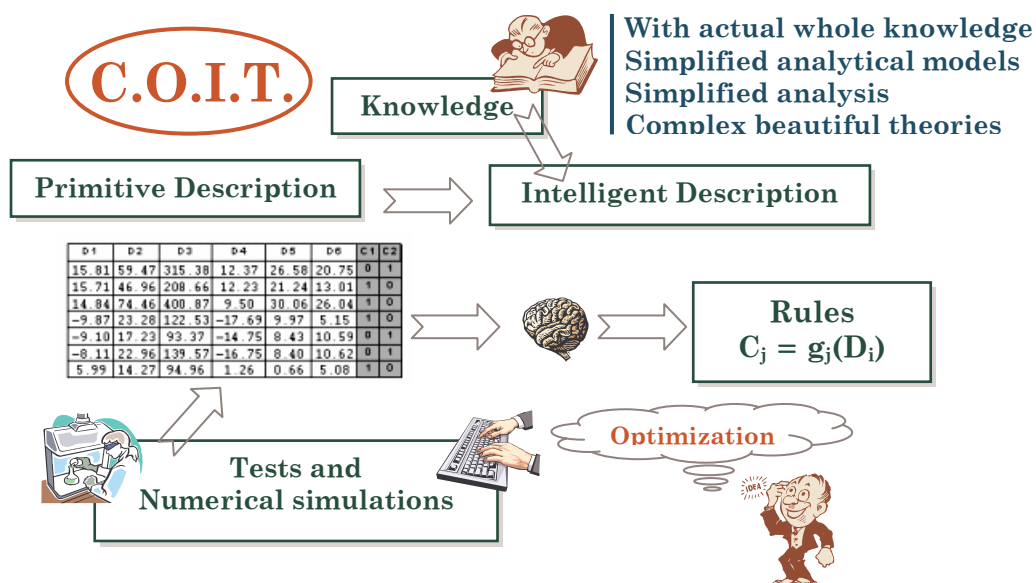 C.O.I.T.
Knowledge
With actual whole knowledge
Simplified analytical models
Simplified analysis
Complex beautiful theories
Primitive Description
Intelligent Description
D1 D2 D3 D4 D5 D6 C1 C2
15.81 59.47 315.38 12.37 26.58 20.75 0 1
15.71 46.96 208.66 12.23 21.24 13.01 1 0
14.84 74.46 400.87 9.50 30.06 26.04 1 0
-9.87 23.28 122.53 -17.69 9.97 5.15 1 0
-9.10 17.23 93.37 -14.75 8.43 10.59 0 1
-8.11 22.96 139.57 -16.75 8.40 10.62 0 1
5.99 14.27 94.96 1.26 0.66 5.08 1 0
Rules
Cj = gj(Di)
Optimization
IDEA
Tests and
Numerical simulations